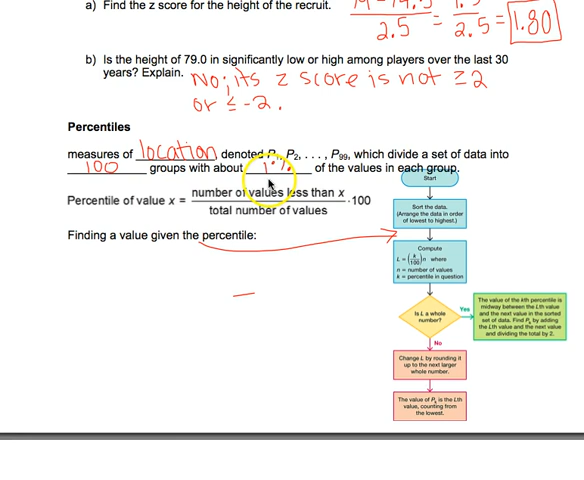 a) Find the z score for the height of the recruit.
2.5 = 2.5 = 1.80
b) Is the height of 79.0 in significantly low or high among players over the last 30
years? Explain. No; its z score is not ≥2
or ≤ -2.
Percentiles
measures of location denoted P1, P2, . . . , P99, which divide a set of data into
100 groups with about 1% of the values in each group.
Percentile of value x = number of values less than x / total number of values · 100
Finding a value given the percentile:
Start
Sort the data.
(Arrange the data in order
of lowest to highest.)
Compute
L = (k/100)n where
n = number of values
k = percentile in question
Is L a whole
number?
Yes
The value of the kth percentile is
midway between the Lth value
and the next value in the sorted
set of data. Find Pk by adding
the Lth value and the next value
and dividing the total by 2.
No
Change L by rounding it
up to the next larger
whole number.
The value of Pk is the Lth
value, counting from
the lowest.